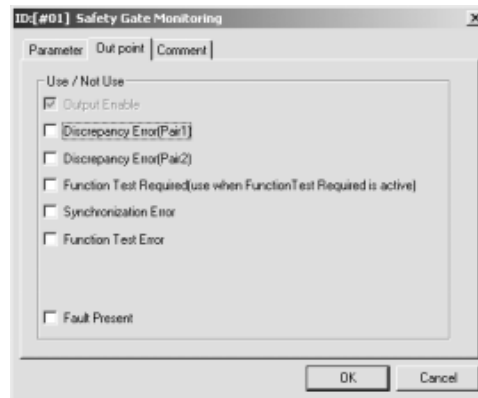 ID:[#01] Safety Gate Monitoring
Parameter Out point Comment
Use / Not Use
Output Enable
Discrepancy Error(Pair1)
Discrepancy Error(Pair2)
Function Test Required(use when FunctionTest Required is active)
Synchronization Error
Function Test Error
Fault Present
OK Cancel